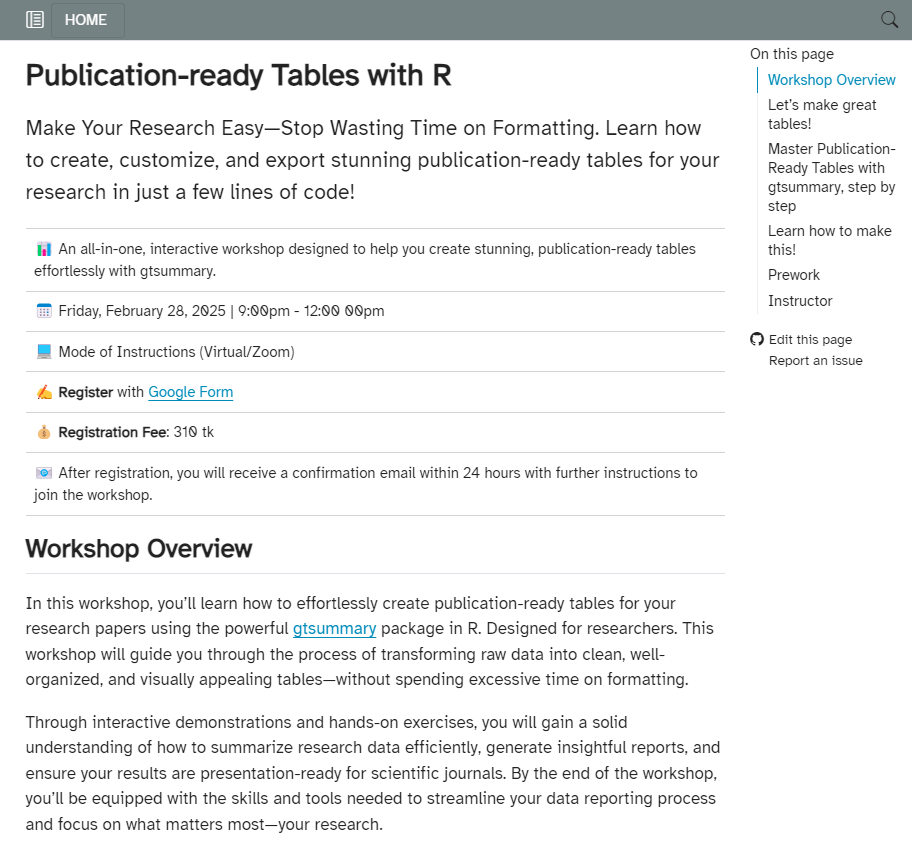 HOME
Publication-ready Tables with R
Make Your Research Easy—Stop Wasting Time on Formatting. Learn how
to create, customize, and export stunning publication-ready tables for your
research in just a few lines of code!
An all-in-one, interactive workshop designed to help you create stunning, publication-ready tables
effortlessly with gtsummary.
Friday, February 28, 2025 | 9:00pm - 12:00 00pm
Mode of Instructions (Virtual/Zoom)
Register with Google Form
Registration Fee: 310 tk
After registration, you will receive a confirmation email within 24 hours with further instructions to
join the workshop.
Workshop Overview
In this workshop, you’ll learn how to effortlessly create publication-ready tables for your
research papers using the powerful gtsummary package in R. Designed for researchers. This
workshop will guide you through the process of transforming raw data into clean, well-
organized, and visually appealing tables—without spending excessive time on formatting.
Through interactive demonstrations and hands-on exercises, you will gain a solid
understanding of how to summarize research data efficiently, generate insightful reports, and
ensure your results are presentation-ready for scientific journals. By the end of the workshop,
you’ll be equipped with the skills and tools needed to streamline your data reporting process
and focus on what matters most—your research.
On this page
Workshop Overview
Let’s make great
tables!
Master Publication-
Ready Tables with
gtsummary, step by
step
Learn how to make
this!
Prework
Instructor
Edit this page
Report an issue